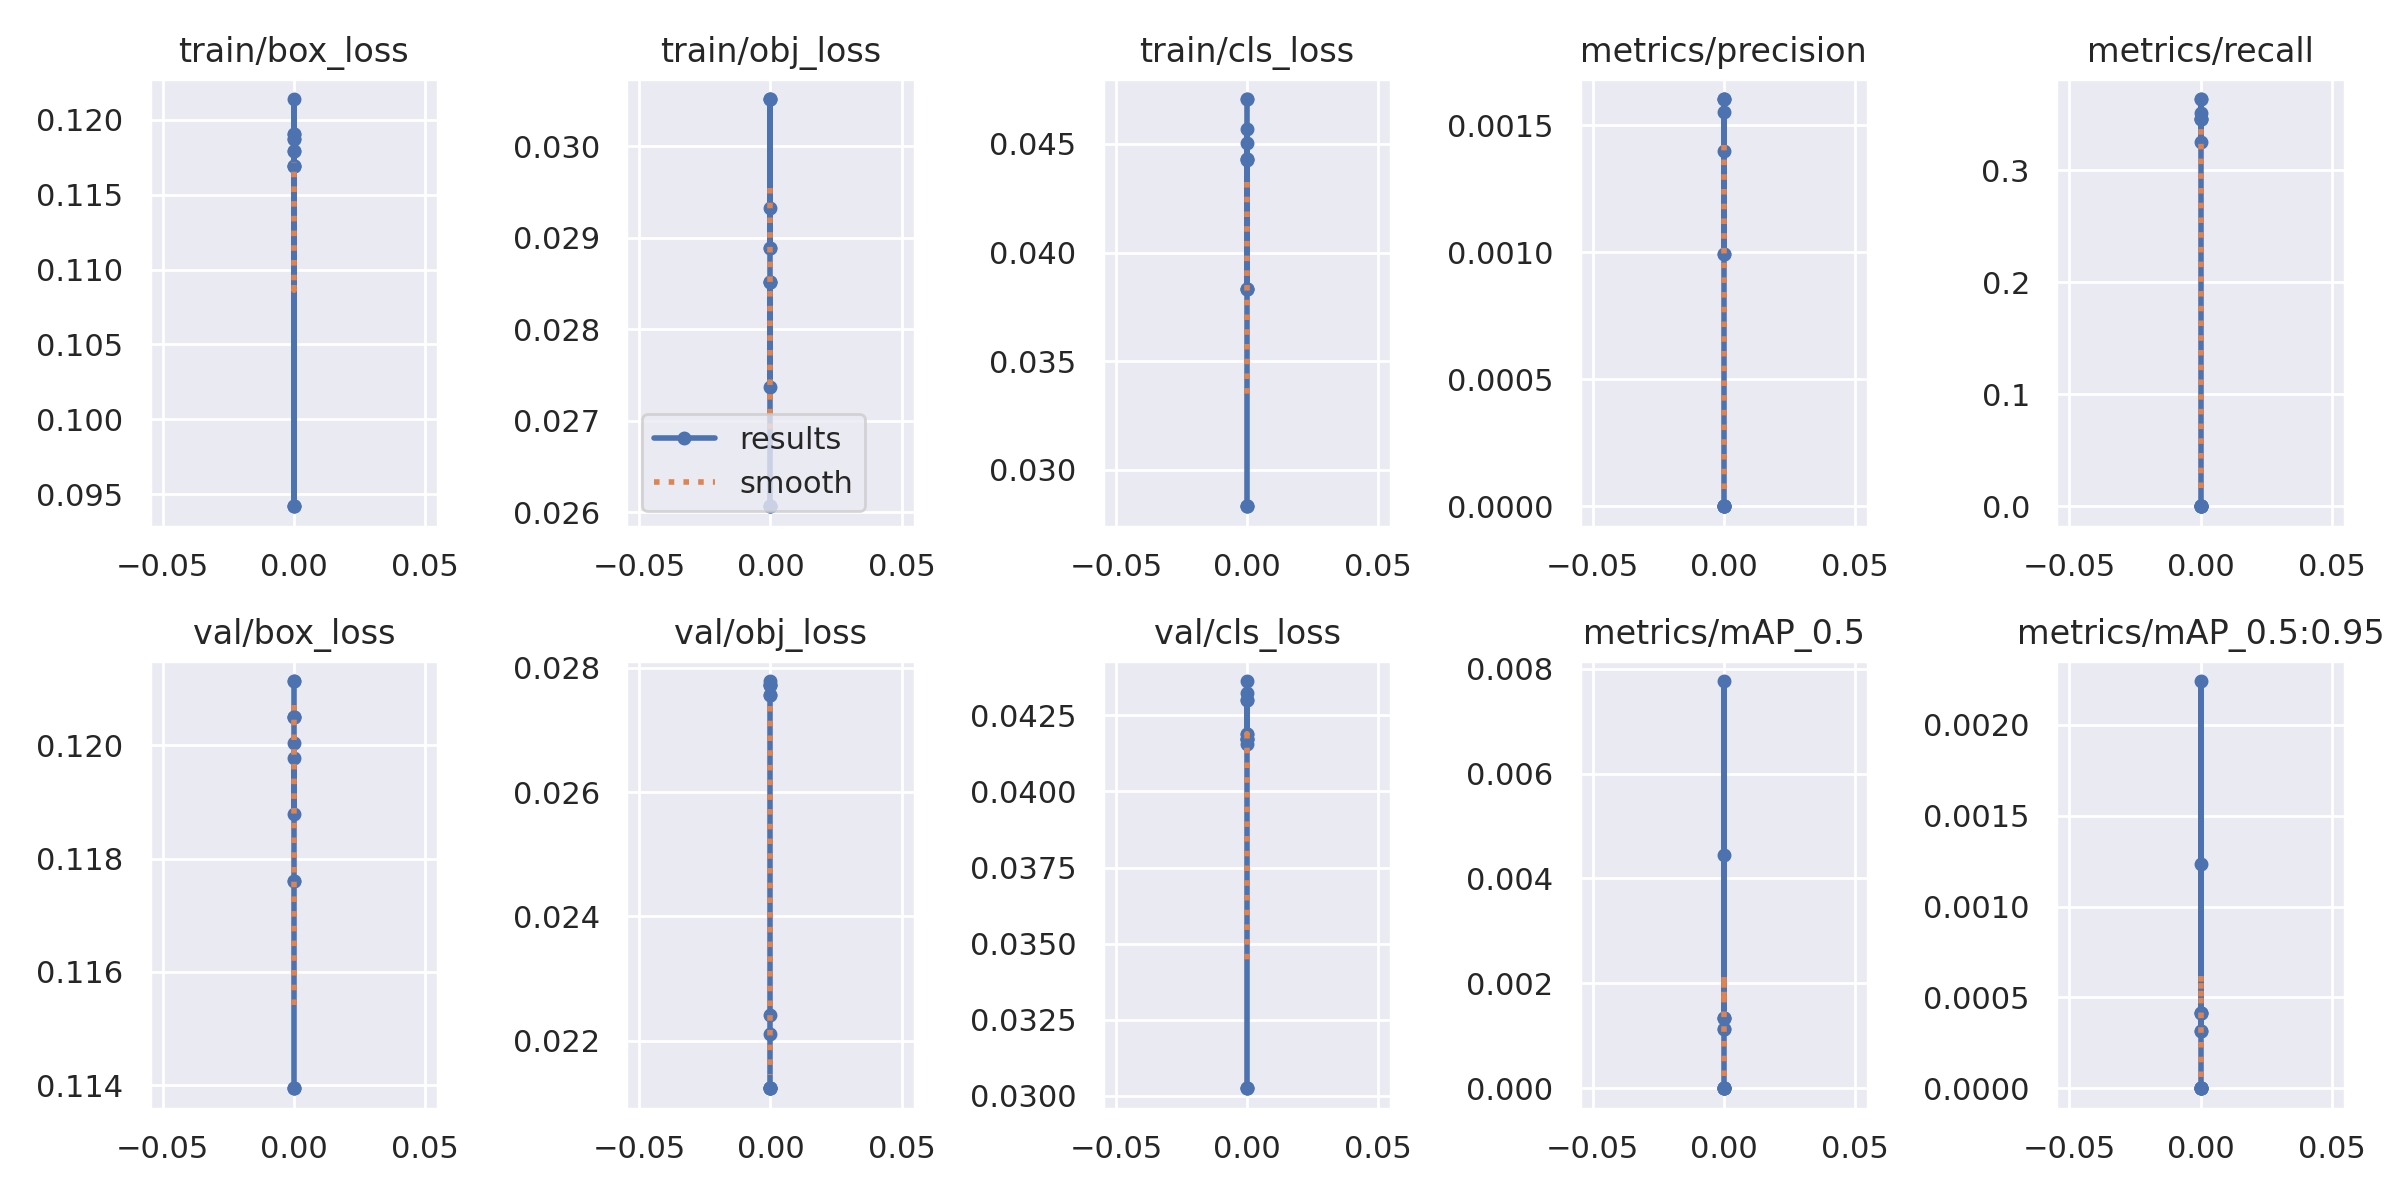 train/box_loss
train/obj_loss
train/cls_loss
metrics/precision
metrics/recall
0.120
0.115
0.110
0.105
0.100
0.095
−0.05 0.00 0.05
0.030
0.029
0.028
0.027
0.026
results
smooth
−0.05 0.00 0.05
0.045
0.040
0.035
0.030
−0.05 0.00 0.05
0.0015
0.0010
0.0005
0.0000
−0.05 0.00 0.05
0.3
0.2
0.1
0.0
−0.05 0.00 0.05
val/box_loss
val/obj_loss
val/cls_loss
metrics/mAP_0.5
metrics/mAP_0.5:0.95
0.120
0.118
0.116
0.114
−0.05 0.00 0.05
0.028
0.026
0.024
0.022
−0.05 0.00 0.05
0.0425
0.0400
0.0375
0.0350
0.0325
0.0300
−0.05 0.00 0.05
0.008
0.006
0.004
0.002
0.000
−0.05 0.00 0.05
0.0020
0.0015
0.0010
0.0005
0.0000
−0.05 0.00 0.05